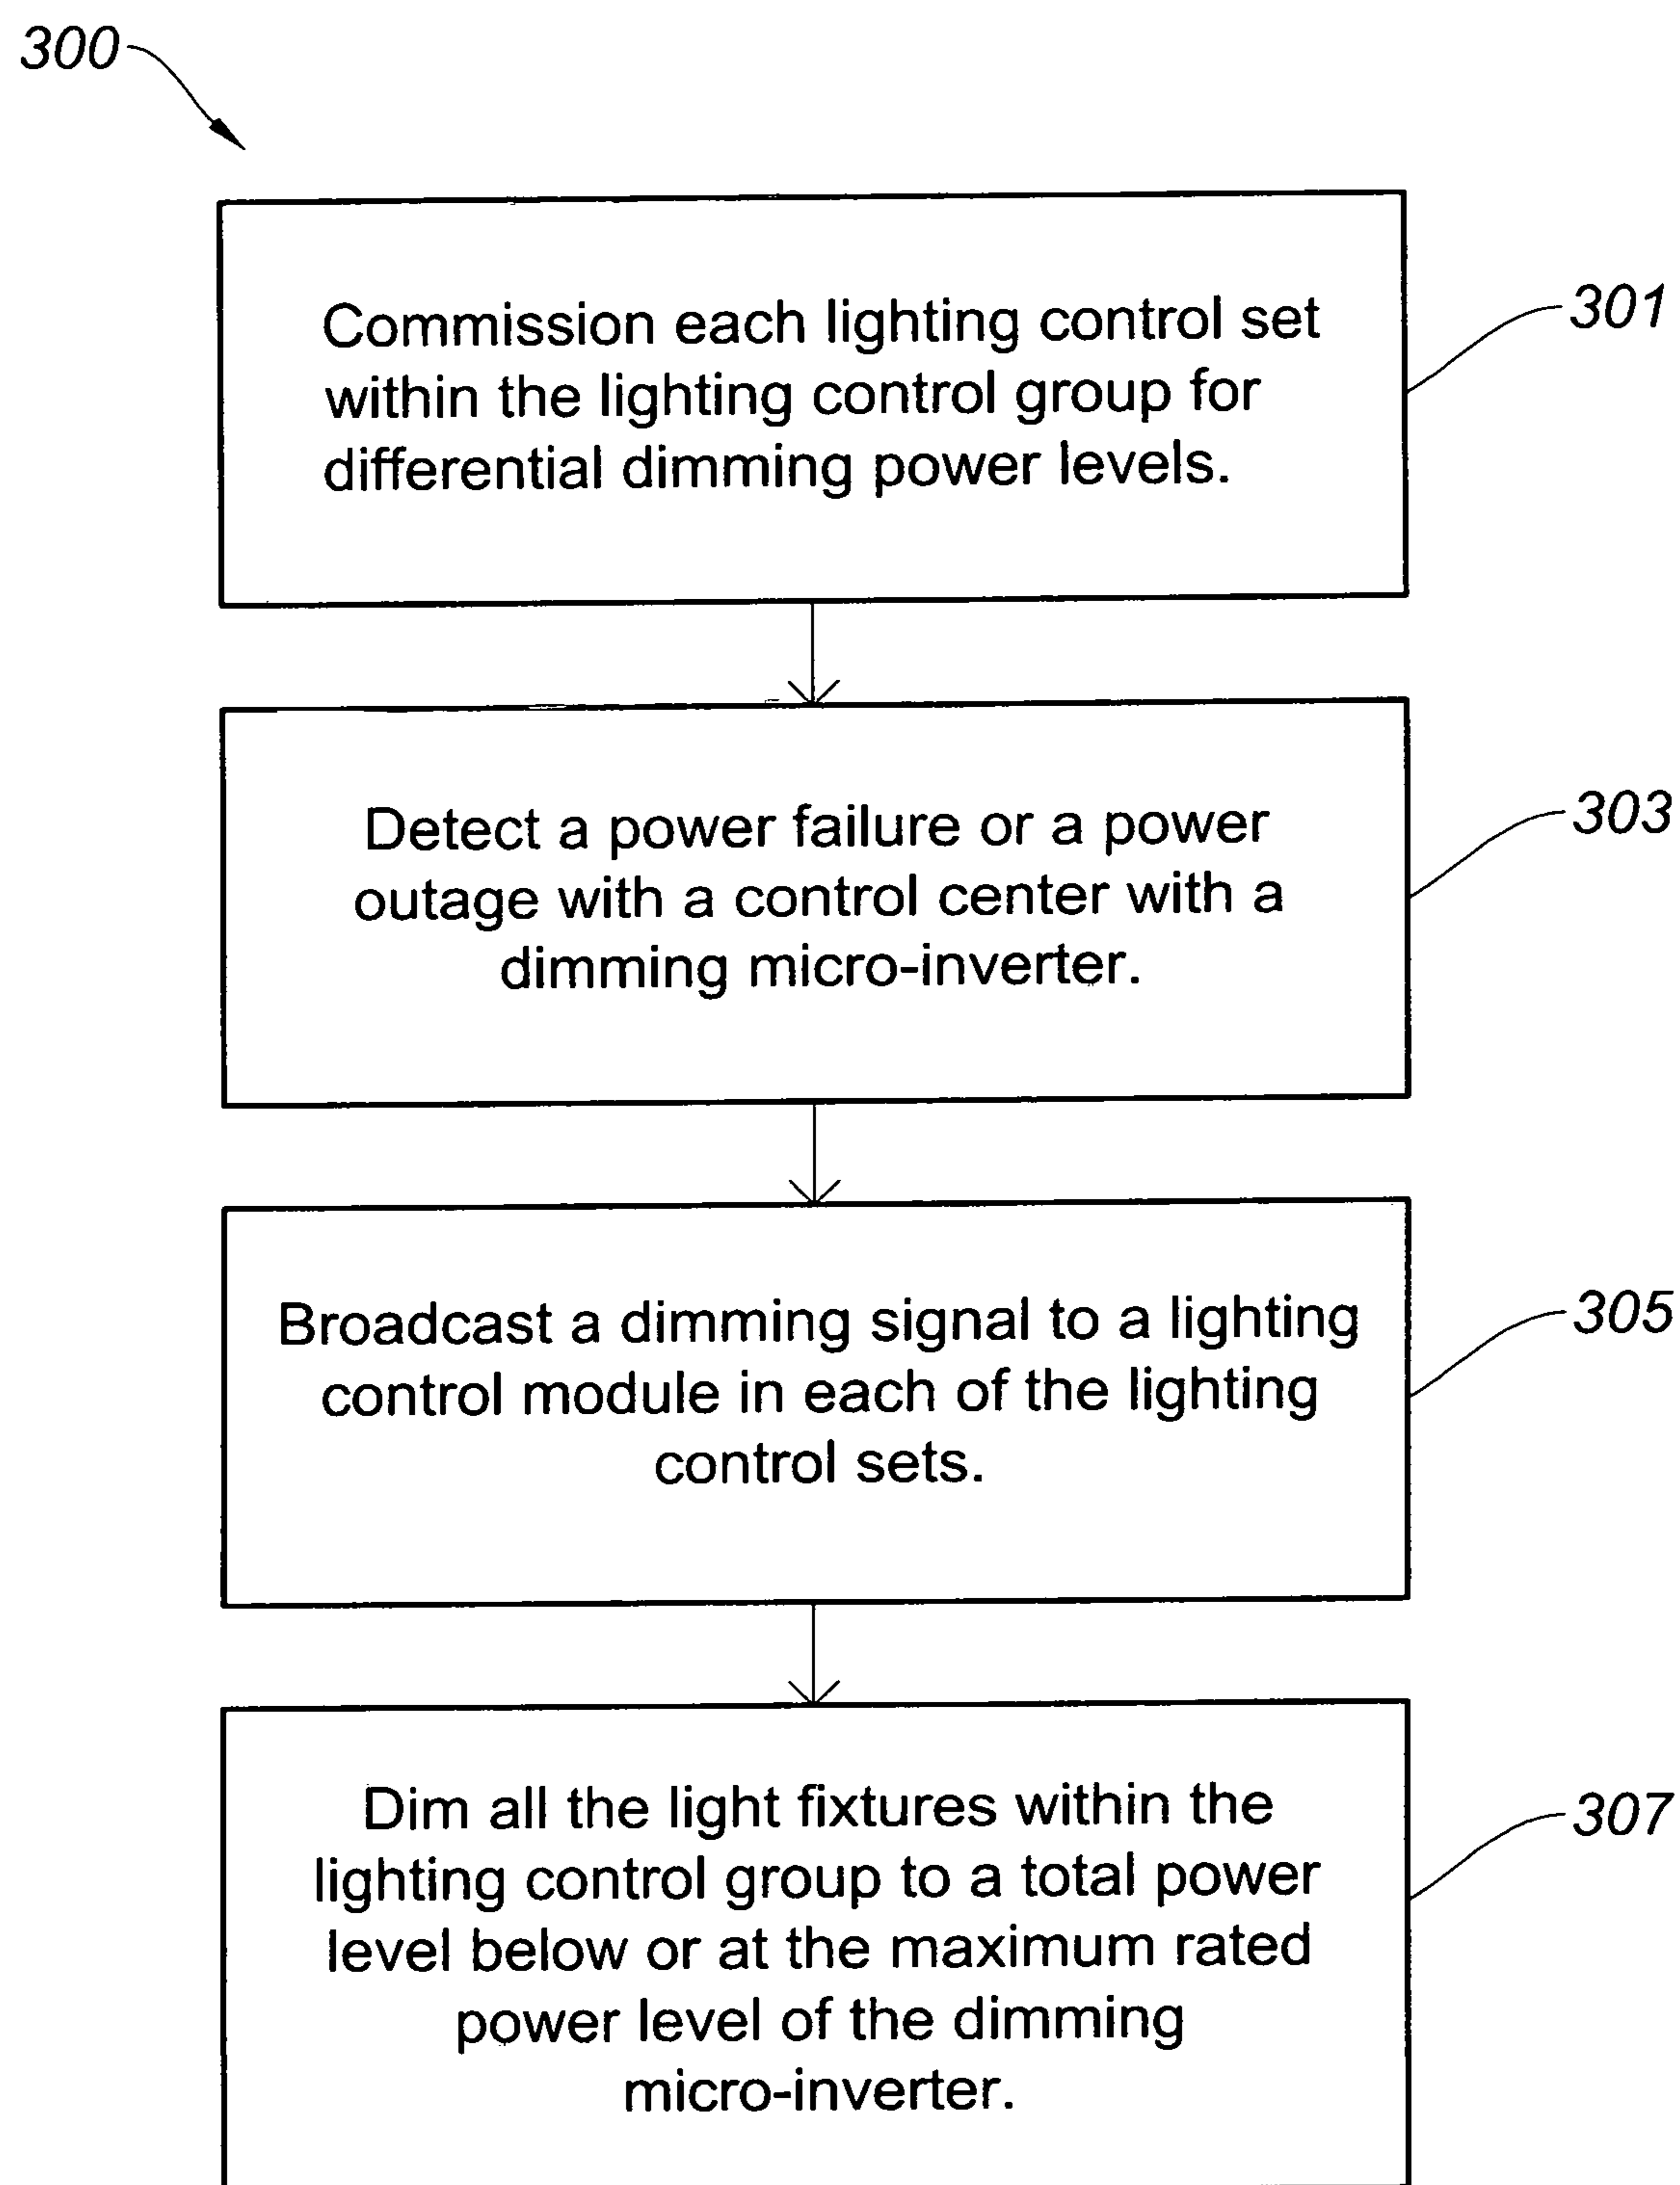 300
Commission each lighting control set
within the lighting control group for
differential dimming power levels.
301
Detect a power failure or a power
outage with a control center with a
dimming micro-inverter.
303
Broadcast a dimming signal to a lighting
control module in each of the lighting
control sets.
305
Dim all the light fixtures within the
lighting control group to a total power
level below or at the maximum rated
power level of the dimming
micro-inverter.
307